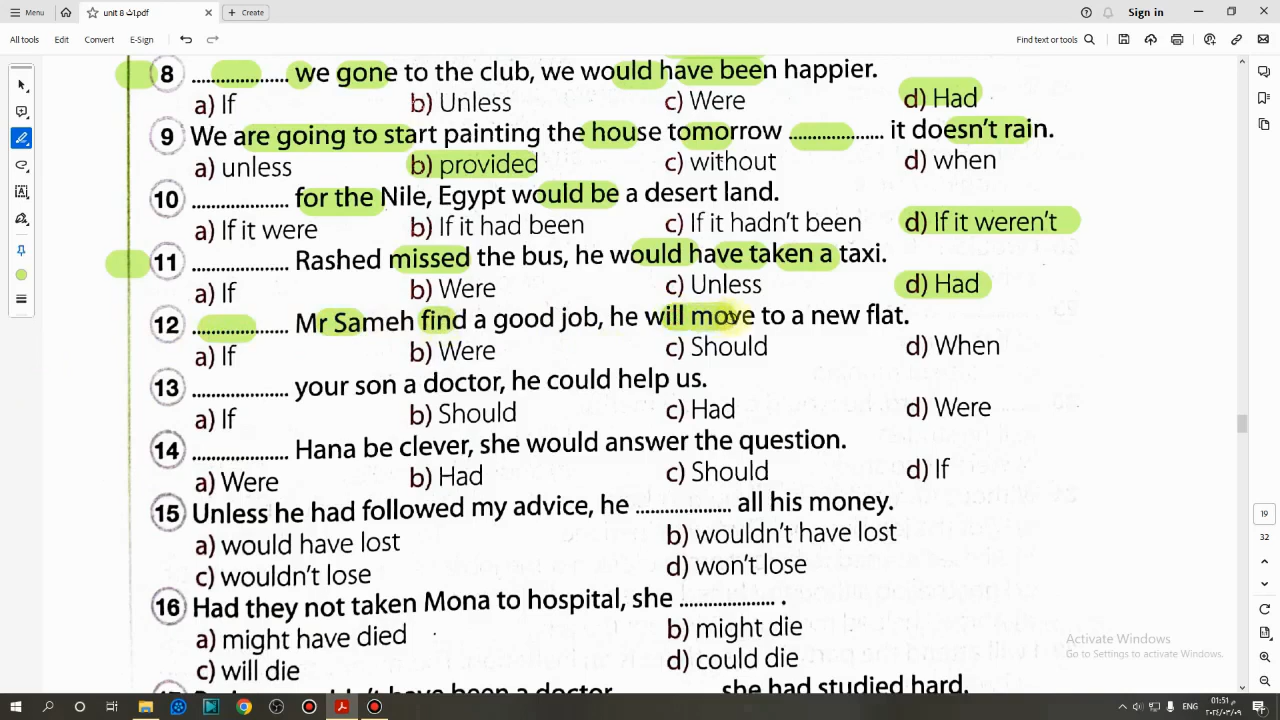 Menu
unit 8 ث1.pdf
Create
Sign in
All tools Edit Convert E-Sign
Find text or tools
8 .................. we gone to the club, we would have been happier.
a) If b) Unless c) Were d) Had
9 We are going to start painting the house tomorrow .................. it doesn't rain.
a) unless b) provided c) without d) when
10 .................. for the Nile, Egypt would be a desert land.
a) If it were b) If it had been c) If it hadn't been d) If it weren't
11 .................. Rashed missed the bus, he would have taken a taxi.
a) If b) Were c) Unless d) Had
12 .................. Mr Sameh find a good job, he will move to a new flat.
a) If b) Were c) Should d) When
13 .................. your son a doctor, he could help us.
a) If b) Should c) Had d) Were
14 .................. Hana be clever, she would answer the question.
a) Were b) Had c) Should d) If
15 Unless he had followed my advice, he .................. all his money.
a) would have lost b) wouldn't have lost
c) wouldn't lose d) won't lose
16 Had they not taken Mona to hospital, she .................. .
a) might have died b) might die
c) will die d) could die
she had studied hard.
19
32
Activate Windows
Go to Settings to activate Windows.
ENG
01:51